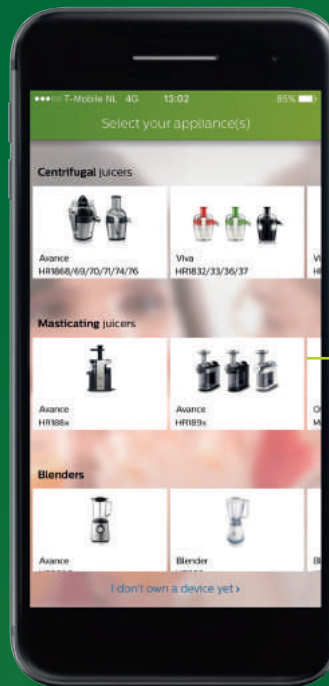 T-Mobile NL 4G 13:02 85%
Select your appliance(s)
Centrifugal juicers
Avance
HR1868/69/70/71/74/76
Viva
HR1832/33/36/37
Masticating juicers
Avance
HR188x
Avance
HR189x
Blenders
Avance
Blender
I don't own a device yet >